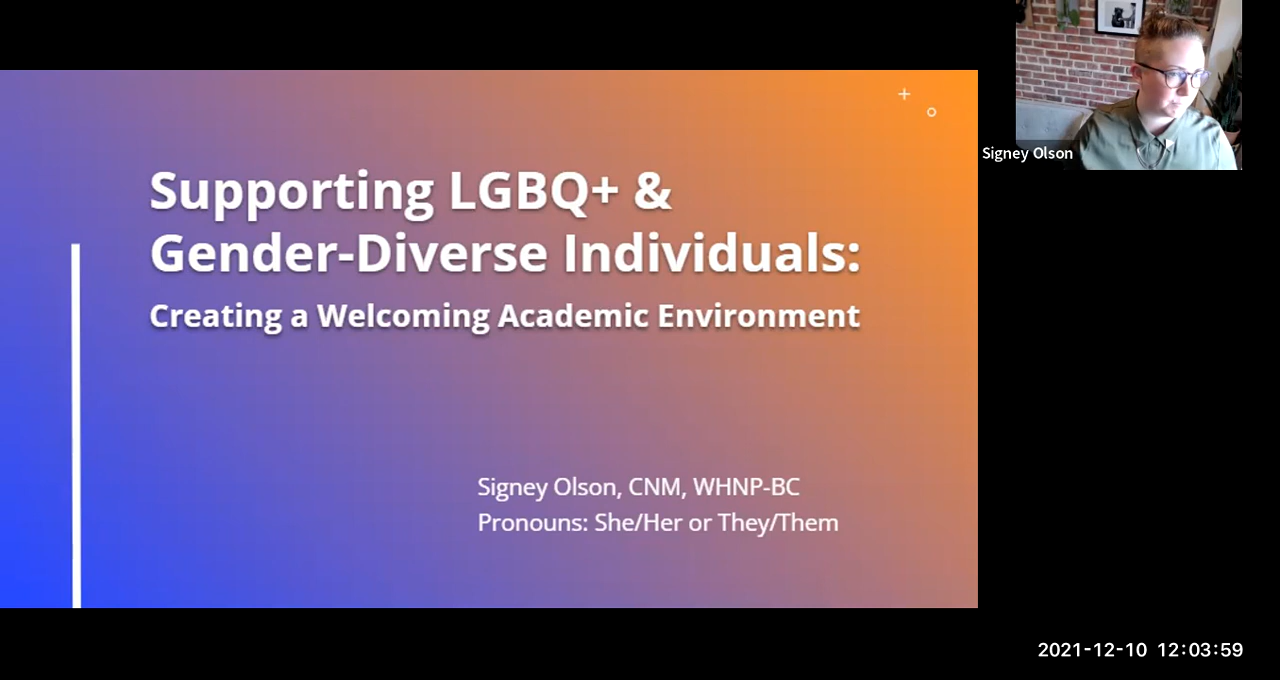 Supporting LGBQ+ &
Gender-Diverse Individuals:
Creating a Welcoming Academic Environment
Signey Olson, CNM, WHNP-BC
Pronouns: She/Her or They/Them
Signey Olson
2021-12-10 12:03:59